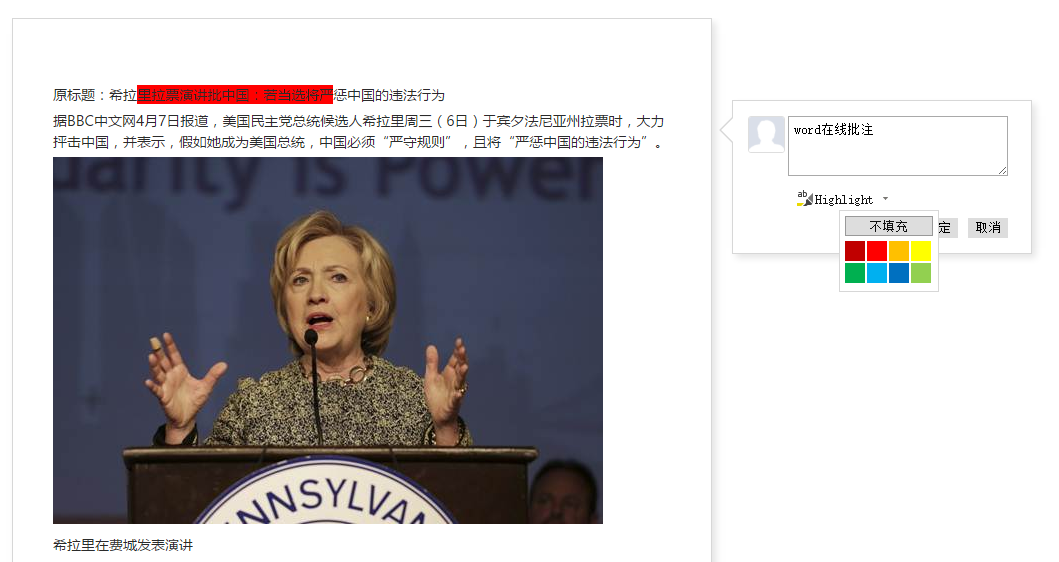 原标题：希拉里拉票演讲批中国：若当选将严惩中国的违法行为
据BBC中文网4月7日报道，美国民主党总统候选人希拉里周三（6日）于宾夕法尼亚州拉票时，大力
抨击中国，并表示，假如她成为美国总统，中国必须“严守规则”，且将“严惩中国的违法行为”。
arity is Power
NNSYLVAN
希拉里在费城发表演讲
word在线批注
ab
Highlight
不填充
定
取消